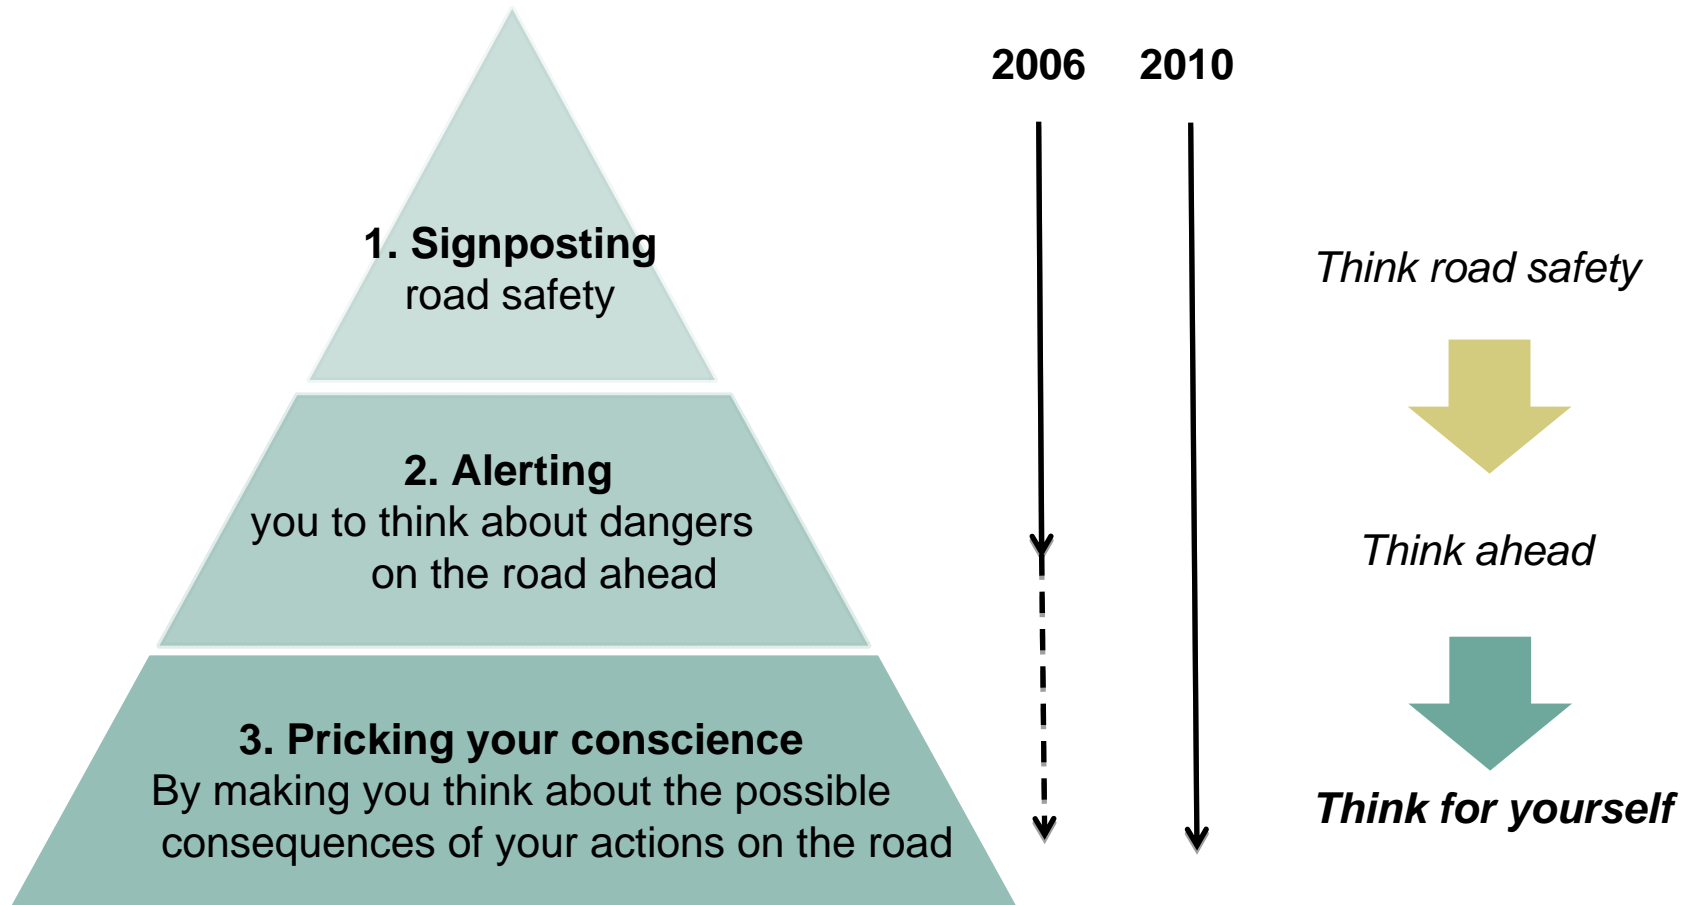 2006 2010
1. Signposting
road safety
2. Alerting
you to think about dangers
on the road ahead
3. Pricking your conscience
By making you think about the possible
consequences of your actions on the road
Think road safety
Think ahead
Think for yourself